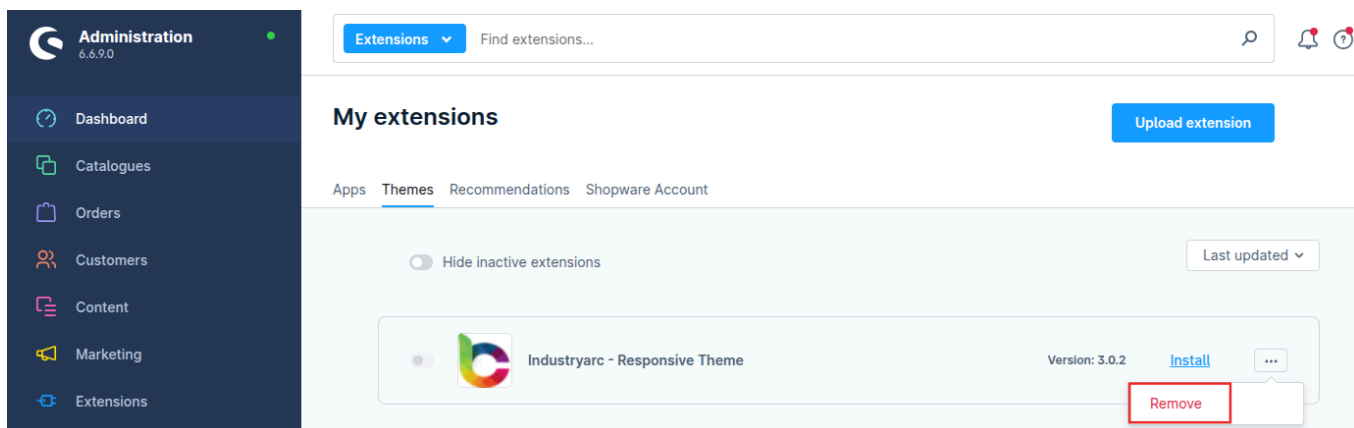 Administration
6.6.9.0
Extensions
Find extensions...
Dashboard
Catalogues
Orders
Customers
Content
Marketing
Extensions
My extensions
Upload extension
Apps Themes Recommendations Shopware Account
Hide inactive extensions
Last updated
Industryarc - Responsive Theme
Version: 3.0.2
Install
...
Remove